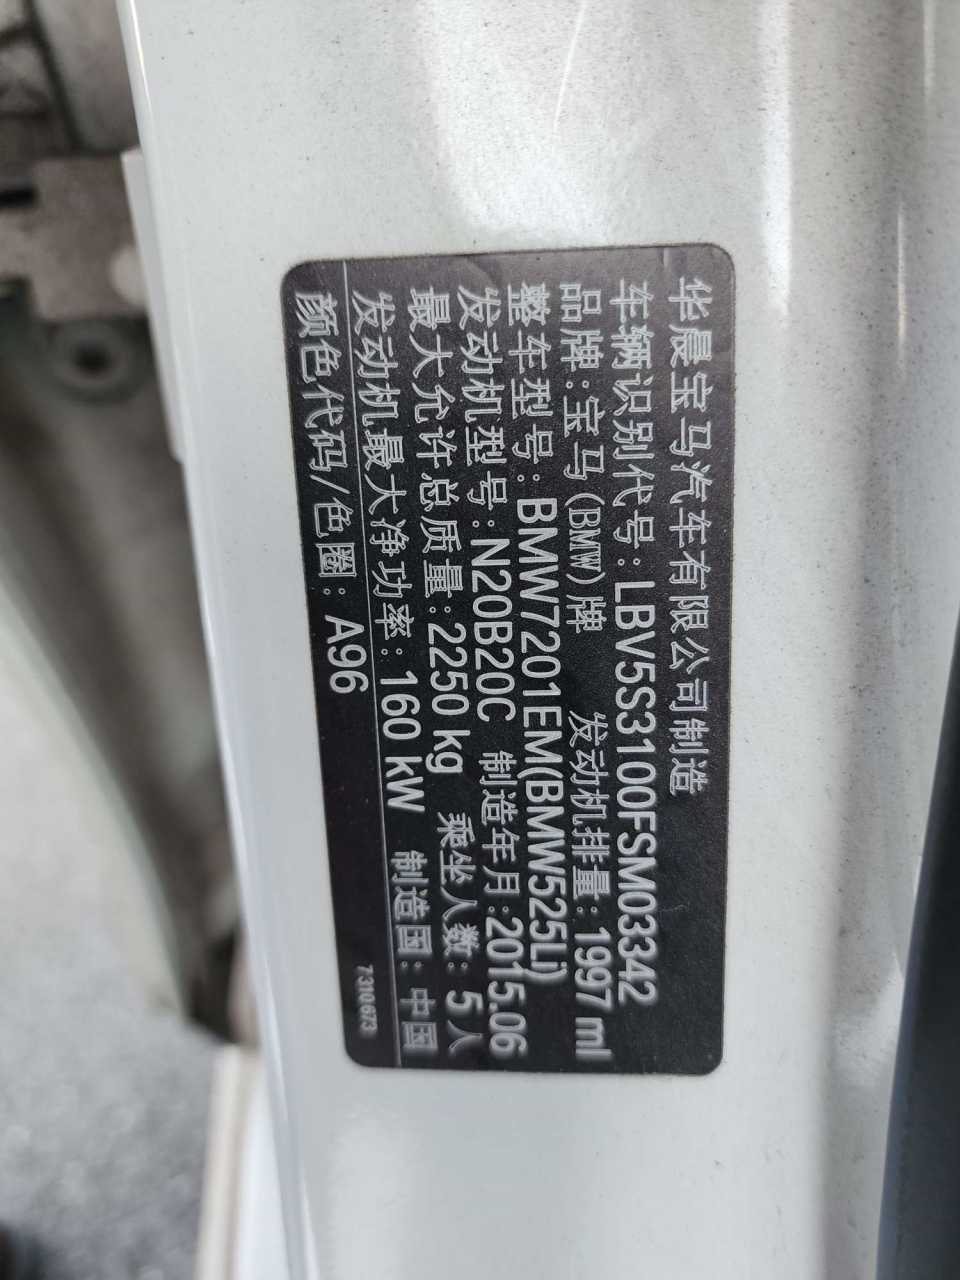 华晨宝马汽车有限公司制造
车辆识别代号:LBV5S3100FSM03342
品牌:宝马(BMW)牌 发动机排量:1997 ml
整车型号:BMW7201EM(BMW525Li)
发动机型号:N20B20C 制造年月:2015.06
最大允许总质量:2250 kg 乘坐人数:5人
发动机最大净功率:160 kW 制造国:中国
颜色代码/色圈:A96
7310673